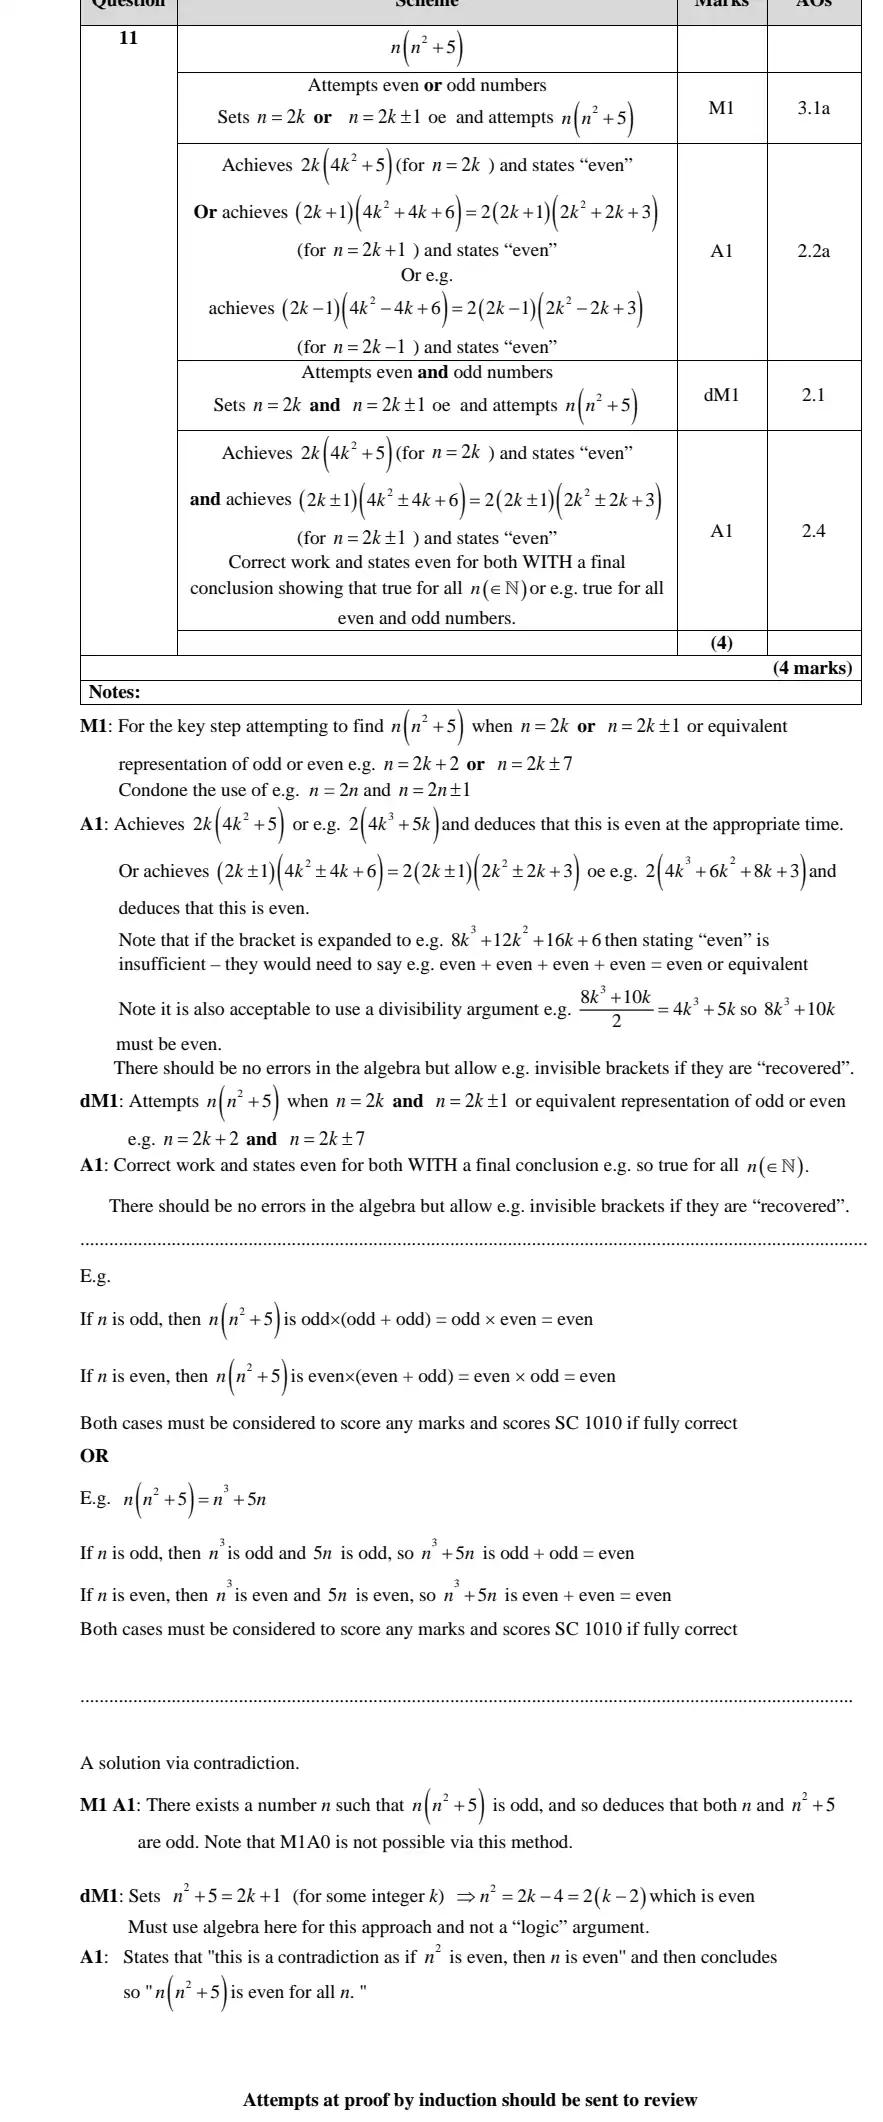 Question Scheme Marks AOs
11 n(n² + 5)
Attempts even or odd numbers
Sets n = 2k or n = 2k ± 1 oe and attempts n(n² + 5) M1 3.1a
Achieves 2k(4k² + 5)(for n = 2k ) and states “even”
Or achieves (2k + 1)(4k² + 4k + 6) = 2(2k + 1)(2k² + 2k + 3)
(for n = 2k + 1 ) and states “even” A1 2.2a
Or e.g.
achieves (2k − 1)(4k² − 4k + 6) = 2(2k − 1)(2k² − 2k + 3)
(for n = 2k − 1 ) and states “even”
Attempts even and odd numbers
Sets n = 2k and n = 2k ± 1 oe and attempts n(n² + 5) dM1 2.1
Achieves 2k(4k² + 5)(for n = 2k ) and states “even”
and achieves (2k ± 1)(4k² ± 4k + 6) = 2(2k ± 1)(2k² ± 2k + 3)
(for n = 2k ± 1 ) and states “even” A1 2.4
Correct work and states even for both WITH a final
conclusion showing that true for all n(∈ ℕ) or e.g. true for all
even and odd numbers.
(4)
(4 marks)
Notes:
M1: For the key step attempting to find n(n² + 5) when n = 2k or n = 2k ± 1 or equivalent
representation of odd or even e.g. n = 2k + 2 or n = 2k ± 7
Condone the use of e.g. n = 2n and n = 2n ± 1
A1: Achieves 2k(4k² + 5) or e.g. 2(4k³ + 5k) and deduces that this is even at the appropriate time.
Or achieves (2k ± 1)(4k² ± 4k + 6) = 2(2k ± 1)(2k² ± 2k + 3) oe e.g. 2(4k³ + 6k² + 8k + 3) and
deduces that this is even.
Note that if the bracket is expanded to e.g. 8k³ + 12k² + 16k + 6 then stating “even” is
insufficient – they would need to say e.g. even + even + even + even = even or equivalent
Note it is also acceptable to use a divisibility argument e.g. (8k³ + 10k)/2 = 4k³ + 5k so 8k³ + 10k
must be even.
There should be no errors in the algebra but allow e.g. invisible brackets if they are “recovered”.
dM1: Attempts n(n² + 5) when n = 2k and n = 2k ± 1 or equivalent representation of odd or even
e.g. n = 2k + 2 and n = 2k ± 7
A1: Correct work and states even for both WITH a final conclusion e.g. so true for all n(∈ ℕ).
There should be no errors in the algebra but allow e.g. invisible brackets if they are “recovered”.
E.g.
If n is odd, then n(n² + 5) is odd×(odd + odd) = odd × even = even
If n is even, then n(n² + 5) is even×(even + odd) = even × odd = even
Both cases must be considered to score any marks and scores SC 1010 if fully correct
OR
E.g. n(n² + 5) = n³ + 5n
If n is odd, then n³ is odd and 5n is odd, so n³ + 5n is odd + odd = even
If n is even, then n³ is even and 5n is even, so n³ + 5n is even + even = even
Both cases must be considered to score any marks and scores SC 1010 if fully correct
A solution via contradiction.
M1 A1: There exists a number n such that n(n² + 5) is odd, and so deduces that both n and n² + 5
are odd. Note that M1A0 is not possible via this method.
dM1: Sets n² + 5 = 2k + 1 (for some integer k) ⇒ n² = 2k − 4 = 2(k − 2) which is even
Must use algebra here for this approach and not a “logic” argument.
A1: States that "this is a contradiction as if n² is even, then n is even" and then concludes
so "n(n² + 5) is even for all n. "
Attempts at proof by induction should be sent to review